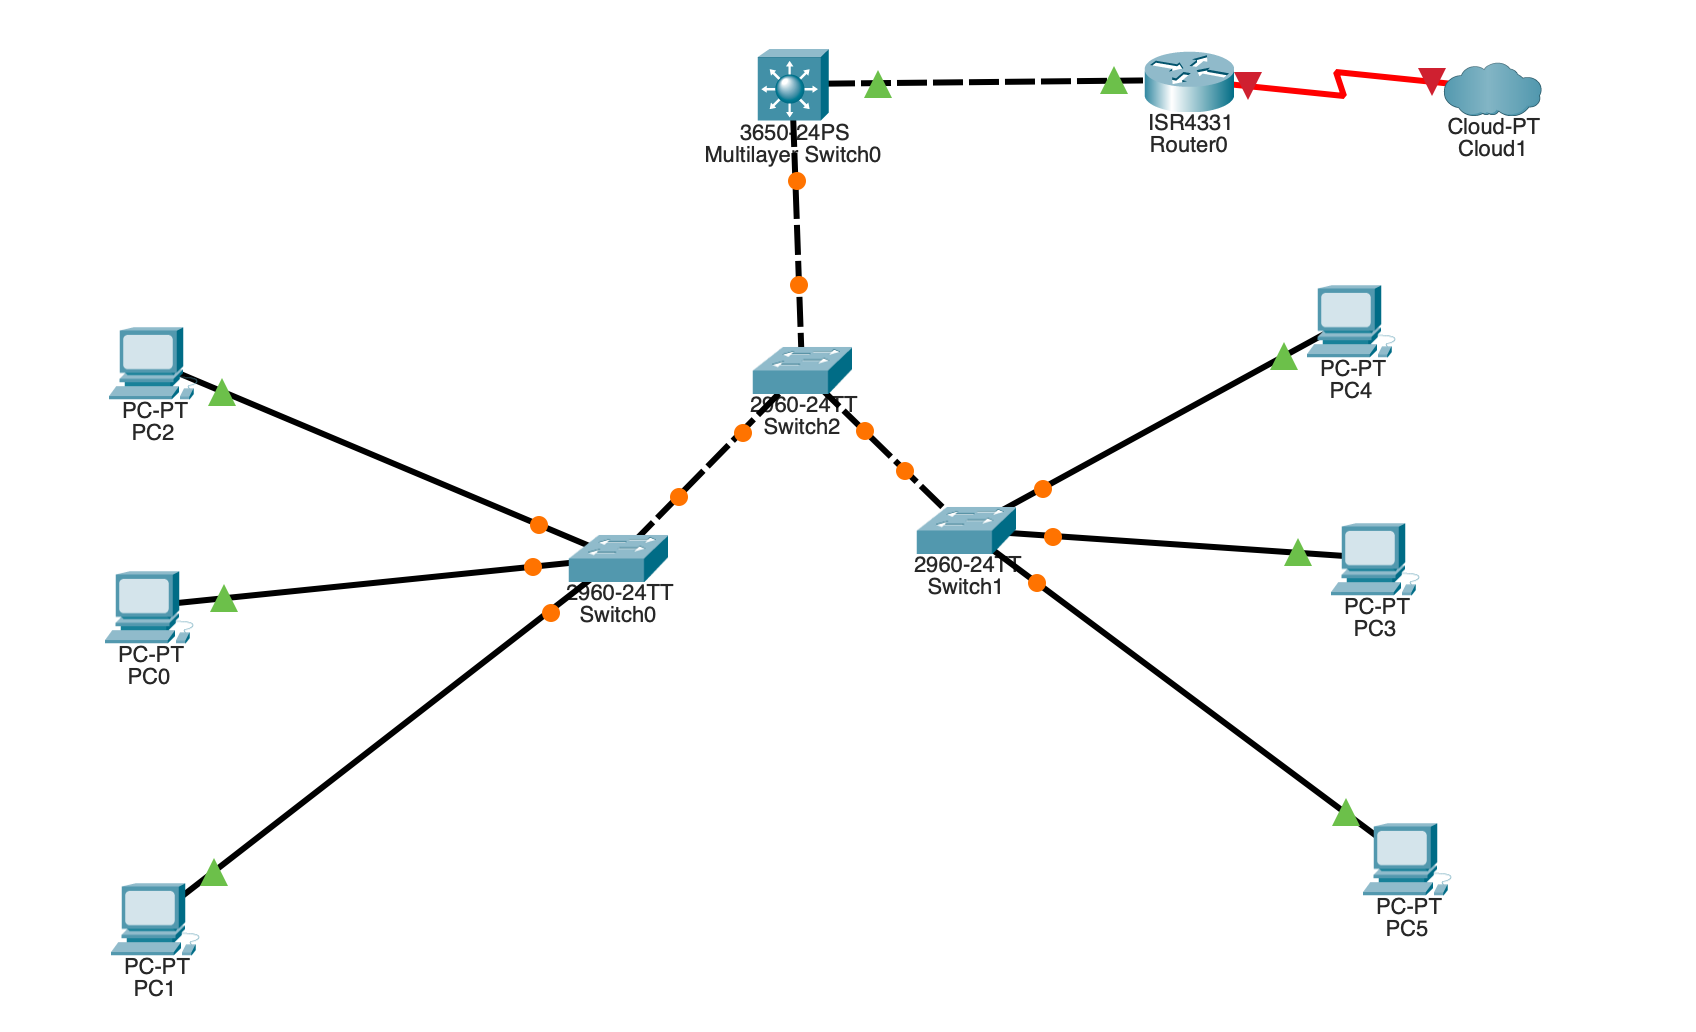 3650-24PS
Multilayer Switch0
ISR4331
Router0
Cloud-PT
Cloud1
2960-24TT
Switch2
PC-PT
PC4
PC-PT
PC2
2960-24TT
Switch1
2960-24TT
Switch0
PC-PT
PC3
PC-PT
PC0
PC-PT
PC5
PC-PT
PC1